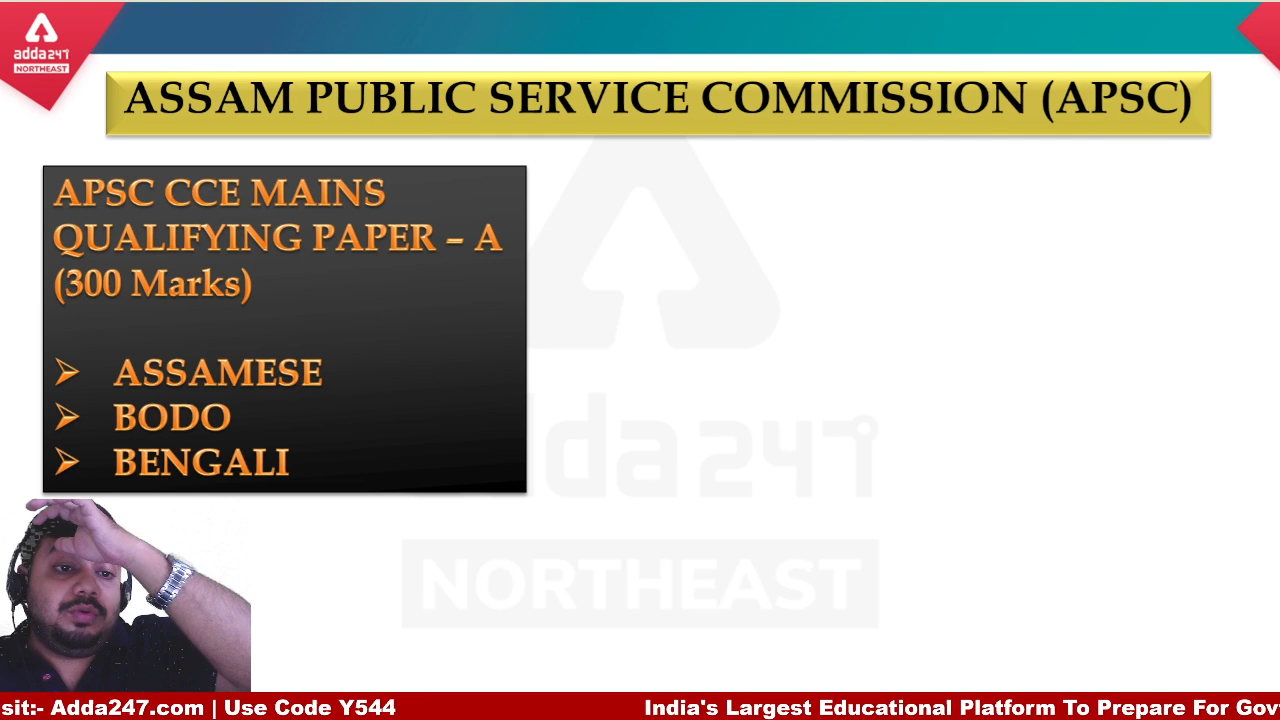 adda247
NORTHEAST
ASSAM PUBLIC SERVICE COMMISSION (APSC)
APSC CCE MAINS
QUALIFYING PAPER – A
(300 Marks)
➢ ASSAMESE
➢ BODO
➢ BENGALI
adda247
NORTHEAST
sit:- Adda247.com | Use Code Y544 India's Largest Educational Platform To Prepare For Gov